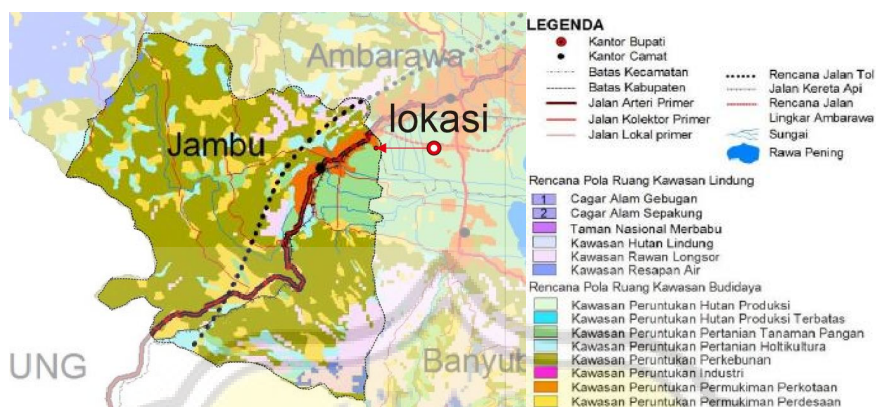 Ambarawa
lokasi
Jambu
UNG
Banyub
LEGENDA
Kantor Bupati
Kantor Camat
Batas Kecamatan
Batas Kabupaten
Jalan Arteri Primer
Jalan Kolektor Primer
Jalan Lokal primer
Rencana Jalan Tol
Jalan Kereta Api
Rencana Jalan
Lingkar Ambarawa
Sungai
Rawa Pening
Rencana Pola Ruang Kawasan Lindung
1 Cagar Alam Gebugan
2 Cagar Alam Sepakung
Taman Nasional Merbabu
Kawasan Hutan Lindung
Kawasan Rawan Longsor
Kawasan Resapan Air
Rencana Pola Ruang Kawasan Budidaya
Kawasan Peruntukan Hutan Produksi
Kawasan Peruntukan Hutan Produksi Terbatas
Kawasan Peruntukan Pertanian Tanaman Pangan
Kawasan Peruntukan Pertanian Holtikultura
Kawasan Peruntukan Perkebunan
Kawasan Peruntukan Industri
Kawasan Peruntukan Permukiman Perkotaan
Kawasan Peruntukan Permukiman Perdesaan